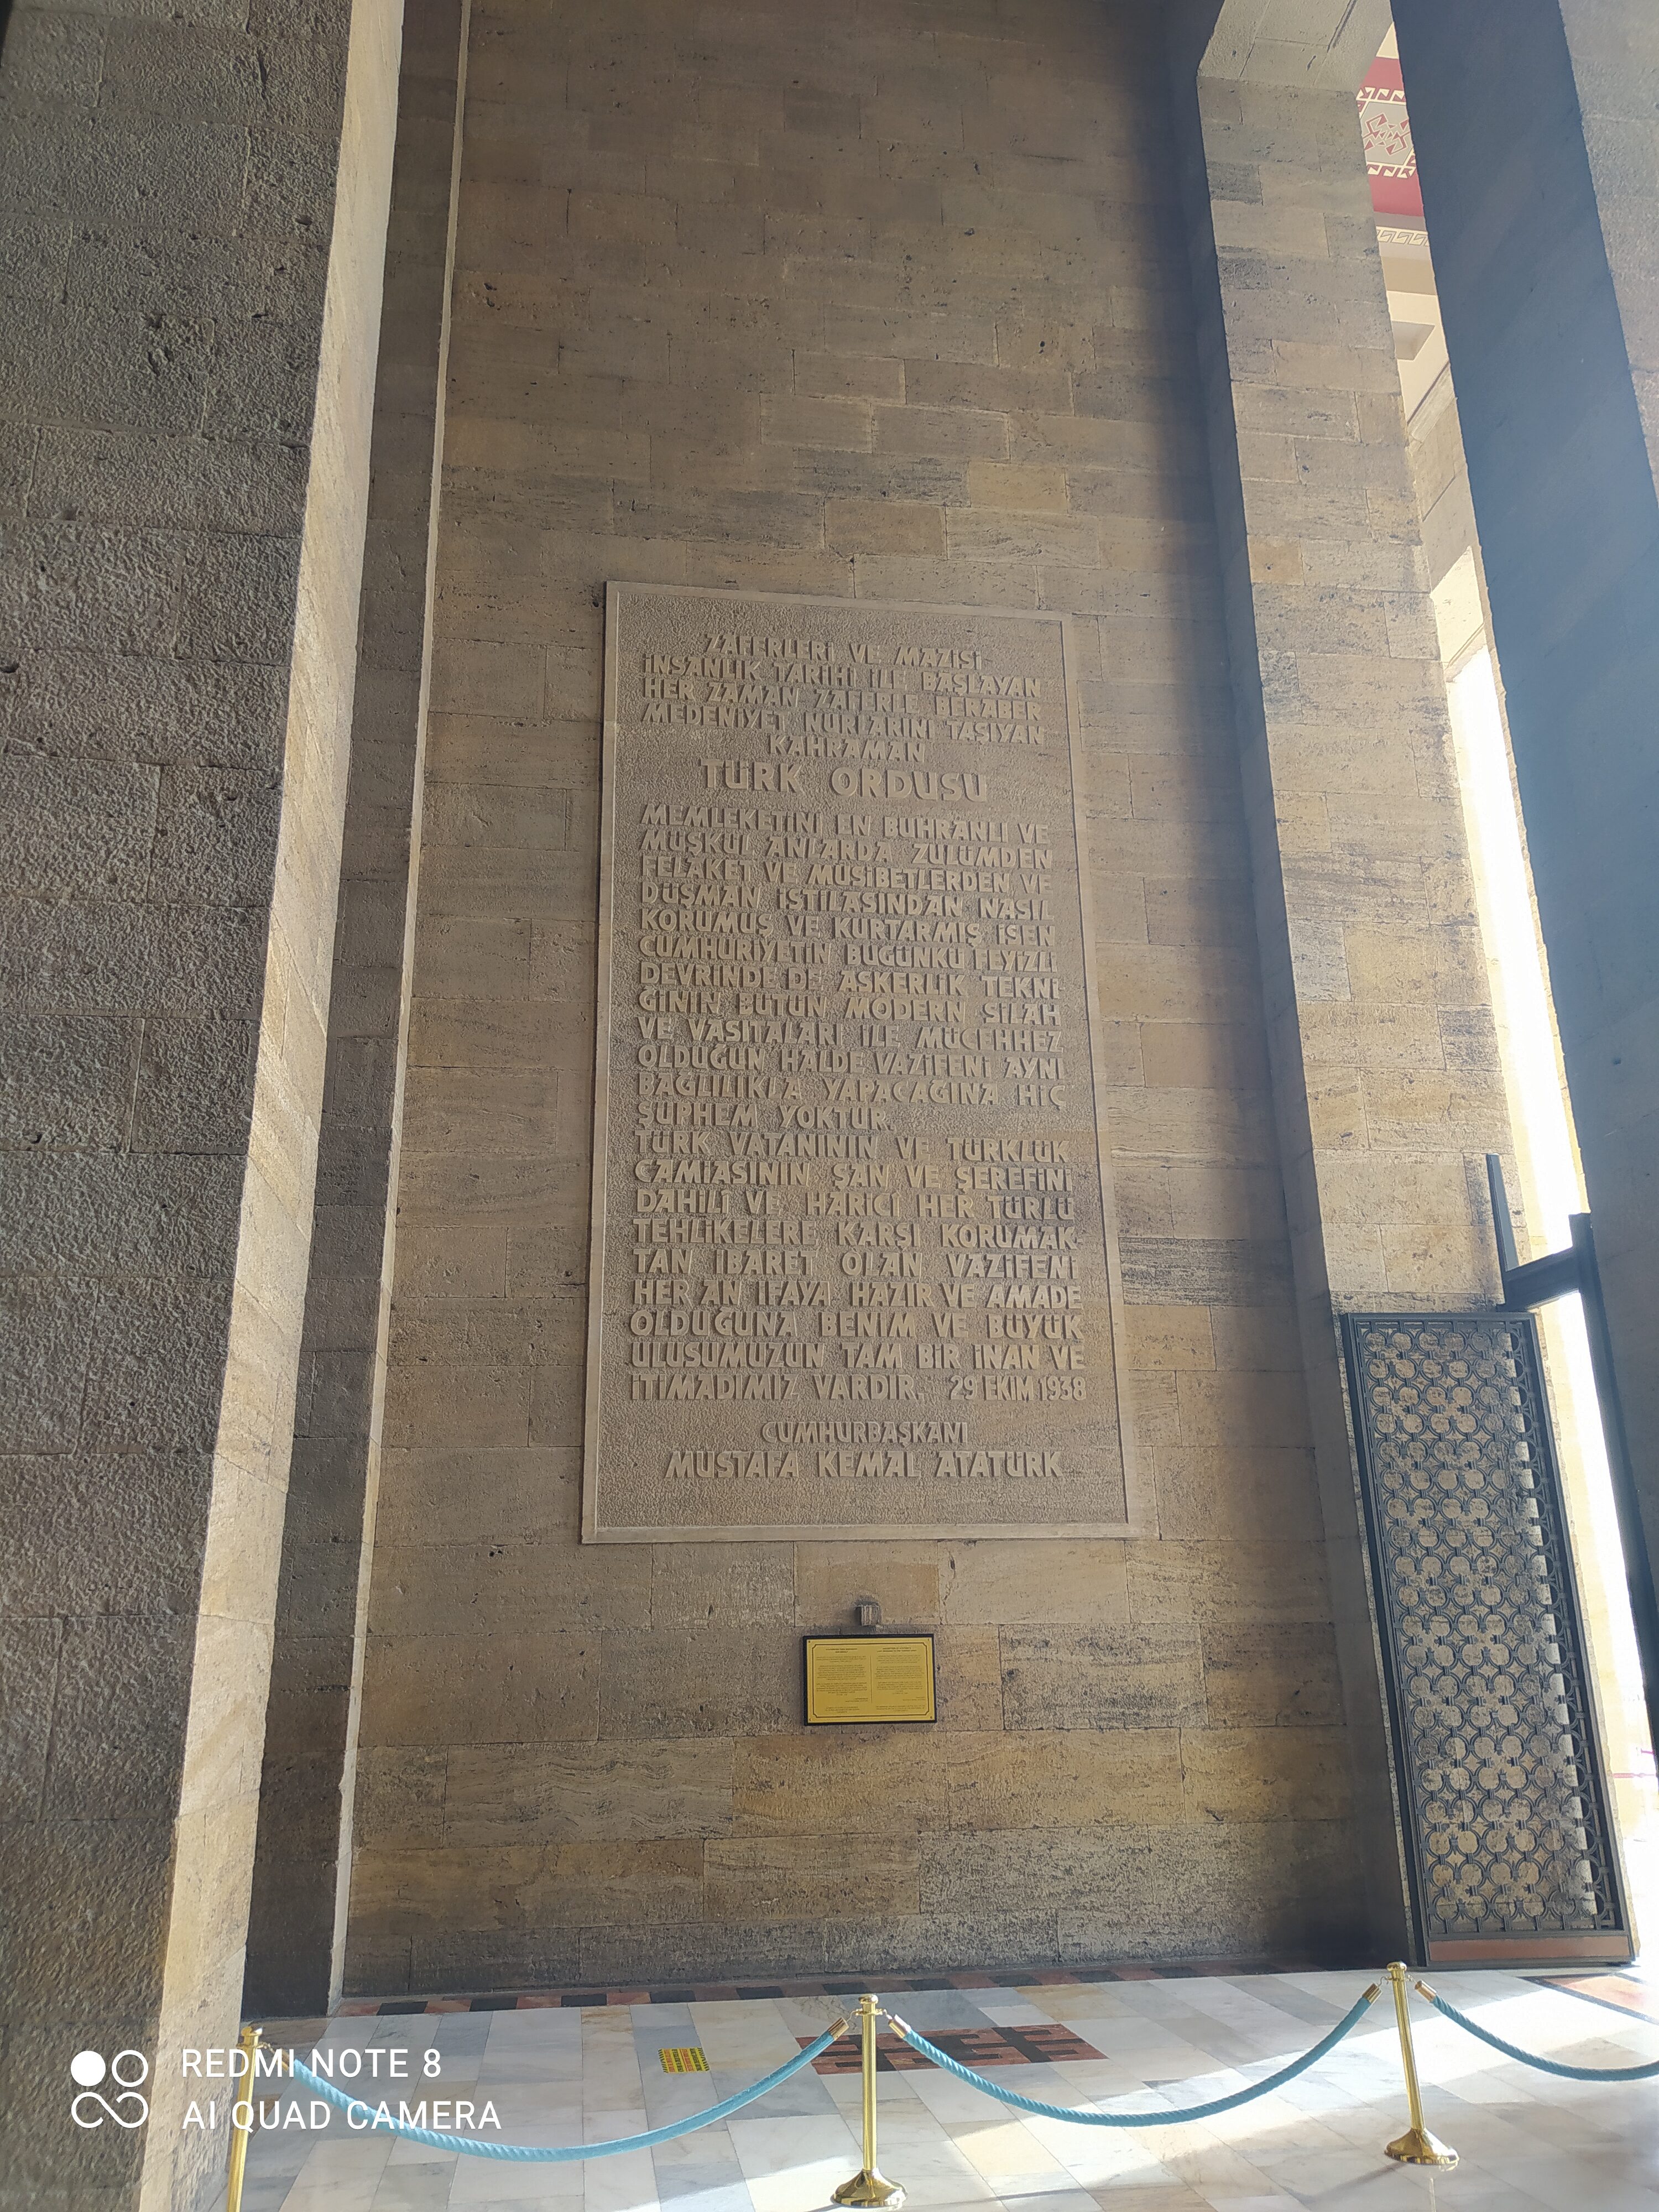 ZAFERLERİ VE MAZİSİ
İNSANLIK TARİHİ İLE BAŞLAYAN
HER ZAMAN ZAFERLE BERABER
MEDENİYET NURLARINI TAŞIYAN
KAHRAMAN
TÜRK ORDUSU
MEMLEKETİNİ EN BUHRANLI VE
MÜŞKÜL ANLARDA ZULÜMDEN
FELAKET VE MUSİBETLERDEN VE
DÜŞMAN İSTİLASINDAN NASIL
KORUMUŞ VE KURTARMIŞ İSEN
CUMHURİYETİN BUGÜNKÜ FEYİZLİ
DEVRİNDE DE ASKERLİK TEKNİ
ĞİNİN BÜTÜN MODERN SİLAH
VE VASITALARI İLE MÜCEHHEZ
OLDUĞUN HALDE VAZİFENİ AYNI
BAĞLILIKLA YAPACAĞINA HİÇ
ŞÜPHEM YOKTUR.
TÜRK VATANININ VE TÜRKLÜK
CAMİASININ ŞAN VE ŞEREFİNİ
DAHİLİ VE HARİCİ HER TÜRLÜ
TEHLİKELERE KARŞI KORUMAK-
TAN İBARET OLAN VAZİFENİ
HER AN İFAYA HAZIR VE AMADE
OLDUĞUNA BENİM VE BÜYÜK
ULUSUMUZUN TAM BİR İNAN VE
İTİMADIMIZ VARDIR. 29 EKİM 1938
CUMHURBAŞKANI
MUSTAFA KEMAL ATATÜRK
REDMI NOTE 8
AI QUAD CAMERA